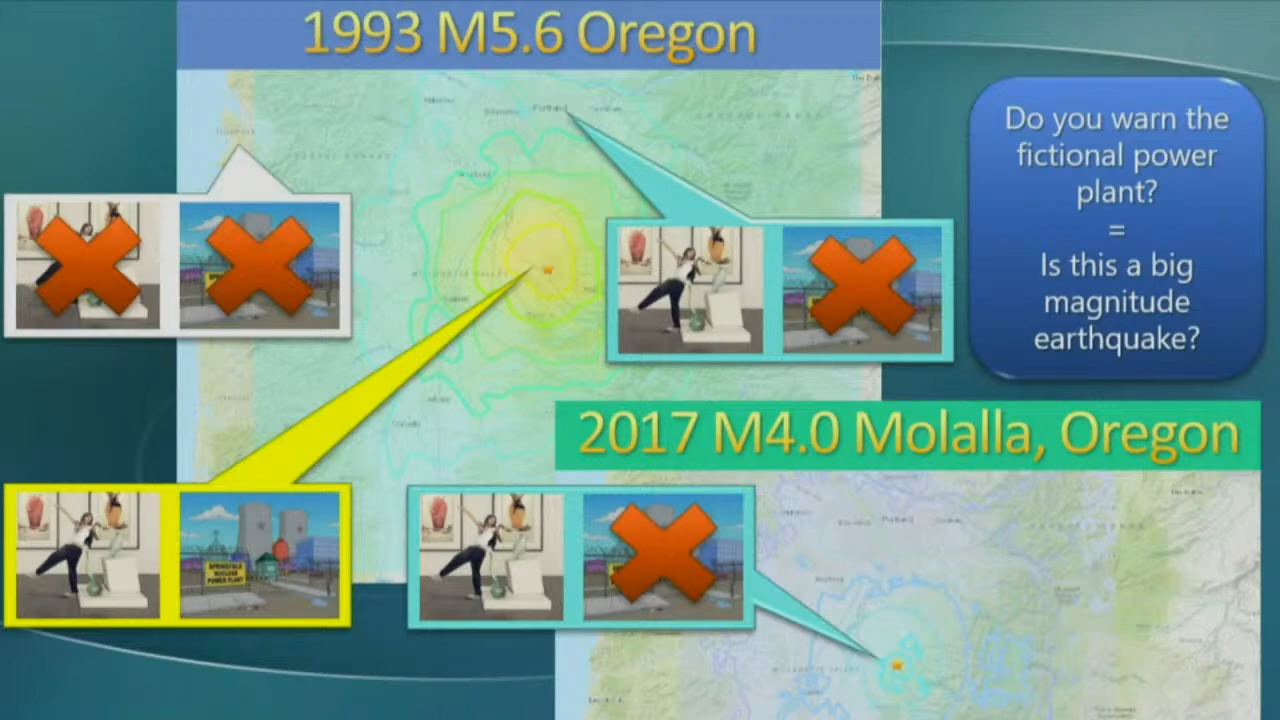 1993 M5.6 Oregon
Portland
Do you warn the
fictional power
plant?
=
Is this a big
magnitude
earthquake?
2017 M4.0 Molalla, Oregon
SPRINGFIELD
NUCLEAR
POWER PLANT
Portland